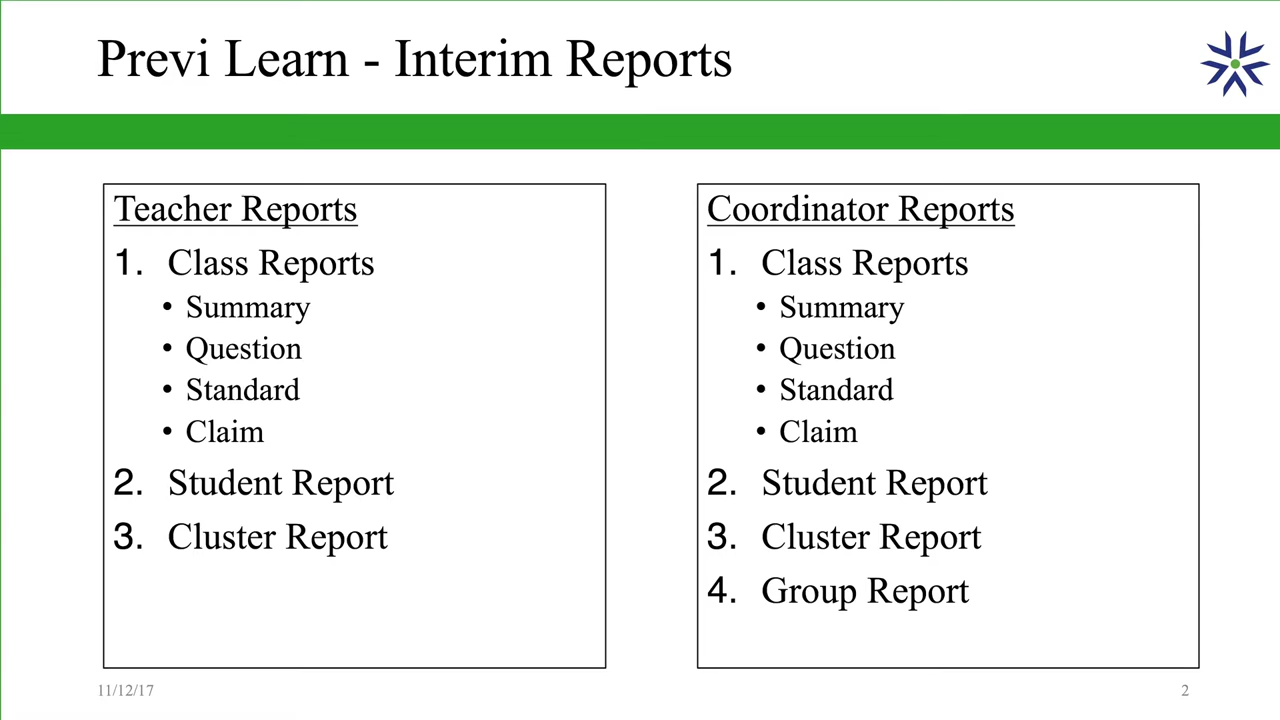 Previ Learn - Interim Reports
Teacher Reports
1. Class Reports
• Summary
• Question
• Standard
• Claim
2. Student Report
3. Cluster Report
Coordinator Reports
1. Class Reports
• Summary
• Question
• Standard
• Claim
2. Student Report
3. Cluster Report
4. Group Report
11/12/17
2